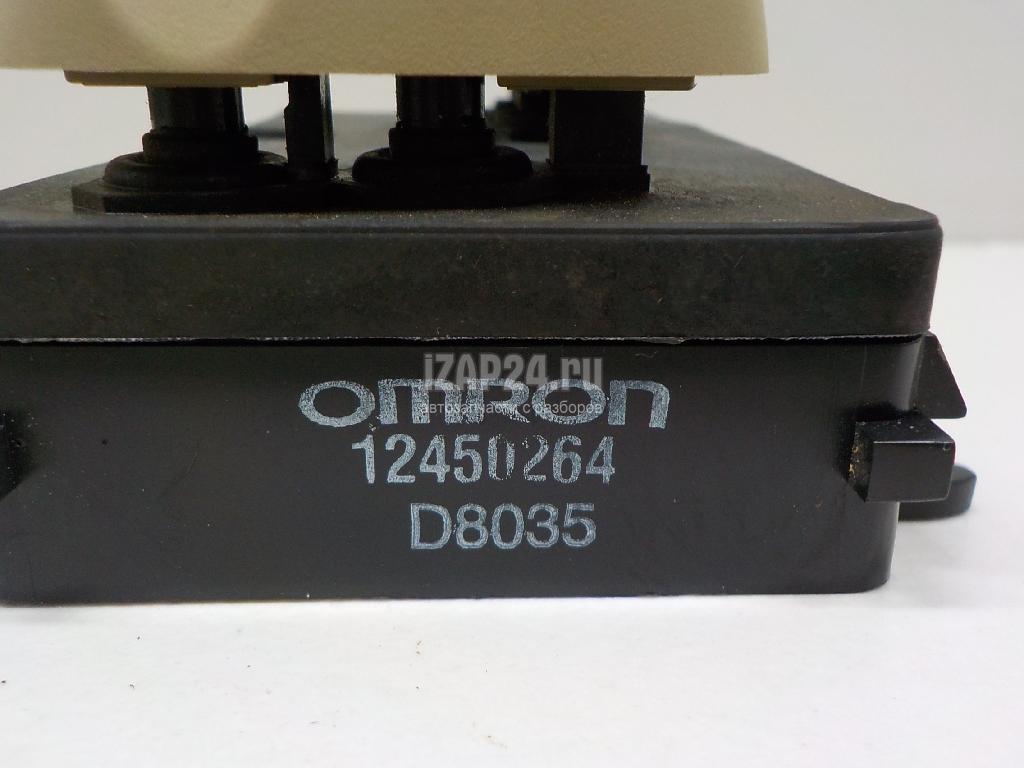 iZAP24.ru
автозапчасти с разборов
omron
12450264
D8035